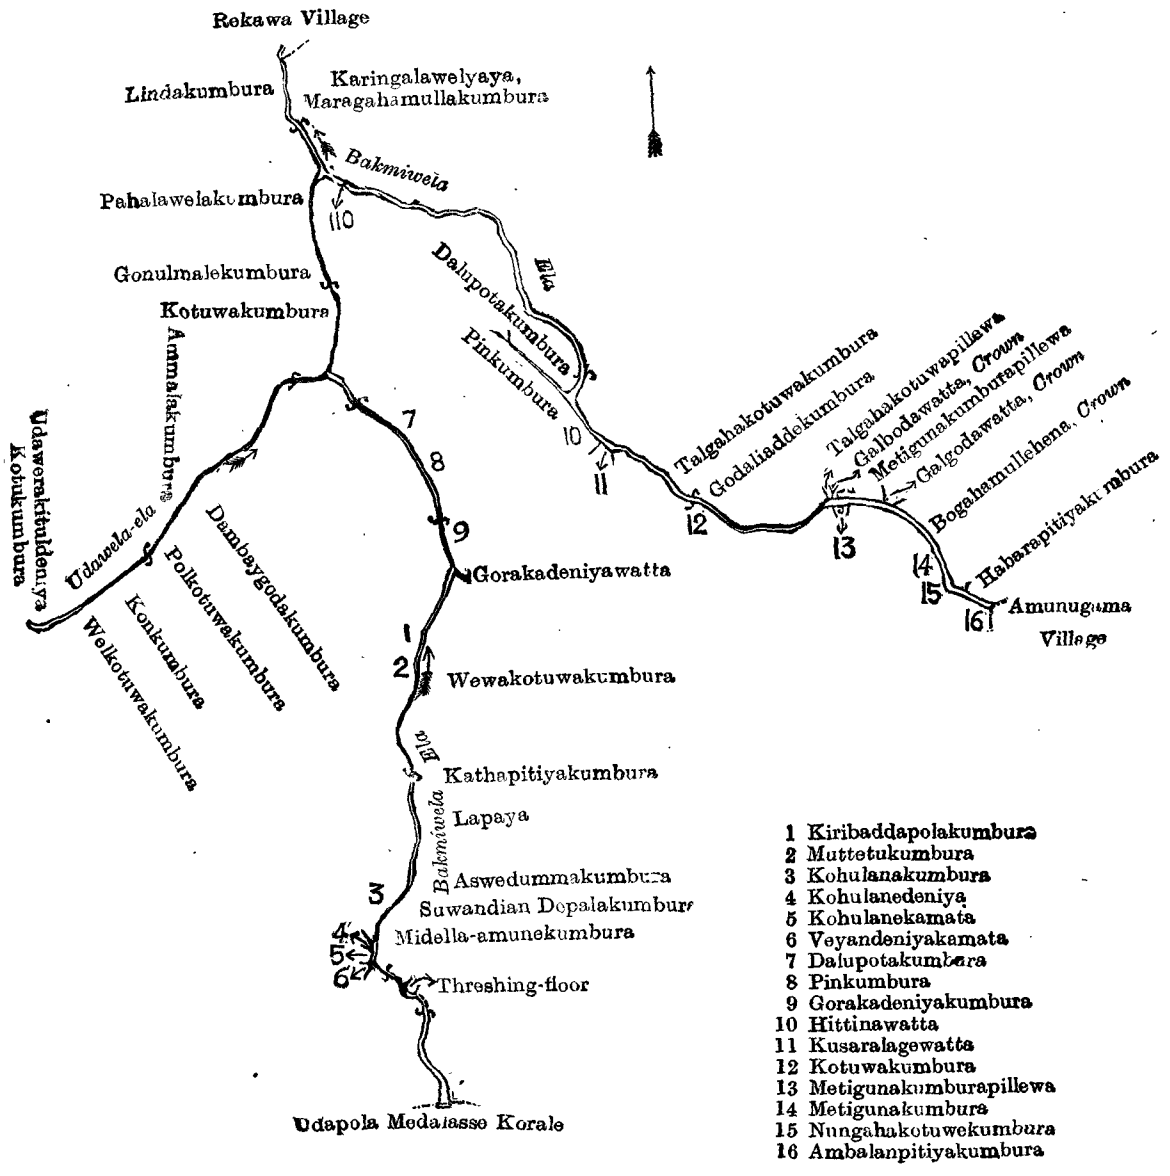 Rekawa Village
Lindakumbura
Karingalawelyaya,
Maragahamullakumbura
Bakmiwela
Ela
Pahalawelakumbura
110
Gonulmalekumbura
Kotuwakumbura
Ammalakumbura
Udawerakituldeniya
Kotukumbura
Udawela-ela
Dambaygodakumbura
Polkotuwakumbura
Konkumbura
Welkotuwakumbura
Dalupotakumbura
Pinkumbura
10
11
Talgahakotuwakumbura
Godaliaddekumbura
12
Talgahakotuwapillewa
Galbodawatta, Crown
Metigunakumburapillewa
Galgodawatta, Crown
Bogahamullehena, Crown
Habarapitiyakumbura
13
14
15
16
Amunugama
Village
7
8
9
Gorakadeniyawatta
1
2
Wewakotuwakumbura
Ela
Kathapitiyakumbura
Bakmiwela
Lapaya
Aswedummakumbura
3
Suwandian Depalakumbura
4
Midella-amunekumbura
5
6
Threshing-floor
Udapola Medalasse Korale
1 Kiribaddapolakumbura
2 Muttetukumbura
3 Kohulanakumbura
4 Kohulanedeniya
5 Kohulanekamata
6 Veyandeniyakamata
7 Dalupotakumbura
8 Pinkumbura
9 Gorakadeniyakumbura
10 Hittinawatta
11 Kusaralagewatta
12 Kotuwakumbura
13 Metigunakumburapillewa
14 Metigunakumbura
15 Nungahakotuwekumbura
16 Ambalanpitiyakumbura